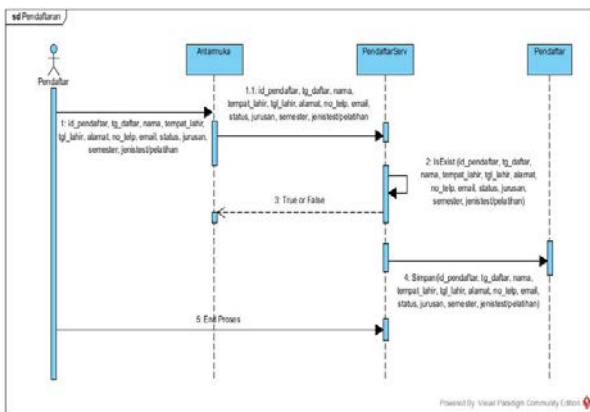 sd Pendaftaran
Pendaftar
Antarmuka
PendaftarServ
Pendaftar
1: id_pendaftar, tg_daftar, nama, tempat_lahir,
tgl_lahir, alamat, no_telp, email, status, jurusan,
semester, jenistest/pelatihan
1.1: id_pendaftar, tg_daftar, nama,
tempat_lahir, tgl_lahir, alamat, no_telp, email,
status, jurusan, semester, jenistest/pelatihan
2: IsExist (id_pendaftar, tg_daftar,
nama, tempat_lahir, tgl_lahir, alamat,
no_telp, email, status, jurusan,
semester, jenistest/pelatihan)
3: True or False
4: Simpan(id_pendaftar, tg_daftar, nama,
tempat_lahir, tgl_lahir, alamat, no_telp, email,
status, jurusan, semester, jenistest/pelatihan)
5: End Proses
Powered By Visual Paradigm Community Edition